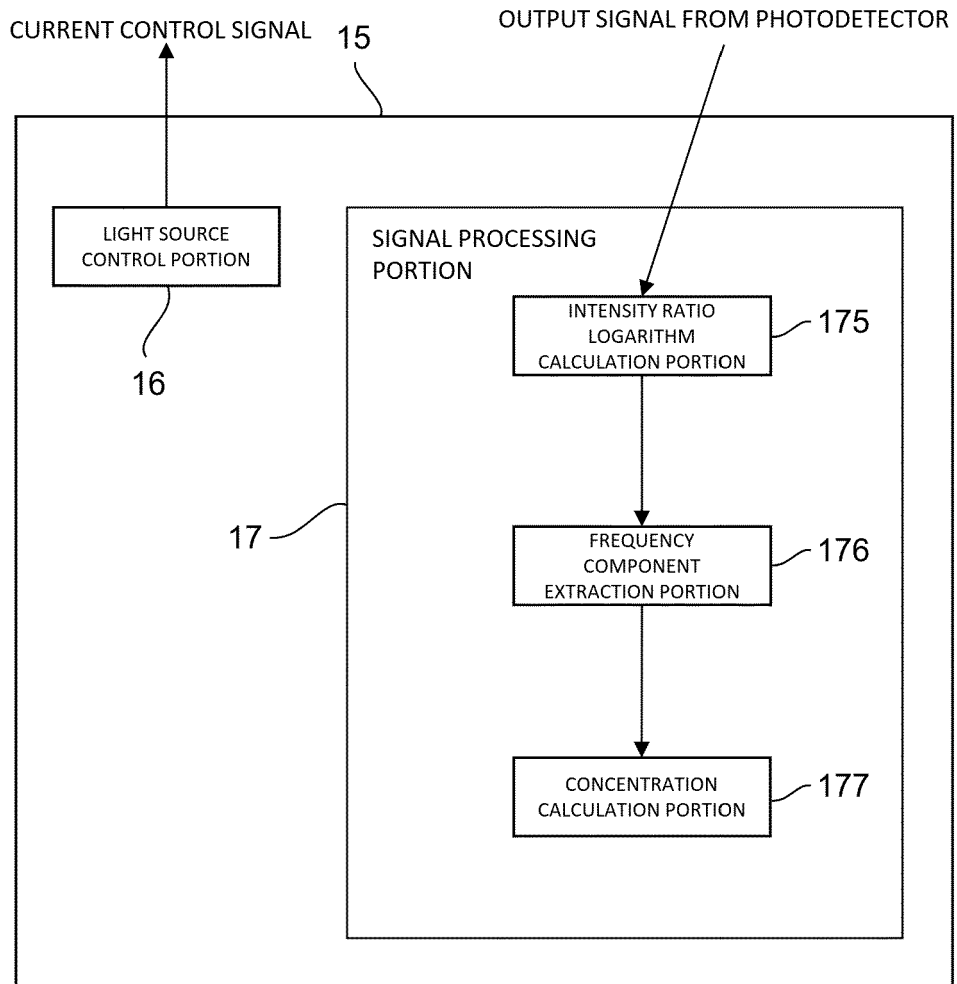 OUTPUT SIGNAL FROM PHOTODETECTOR
CURRENT CONTROL SIGNAL
15
LIGHT SOURCE
CONTROL PORTION
16
SIGNAL PROCESSING
PORTION
INTENSITY RATIO
LOGARITHM
CALCULATION PORTION
175
17
FREQUENCY
COMPONENT
EXTRACTION PORTION
176
CONCENTRATION
CALCULATION PORTION
177